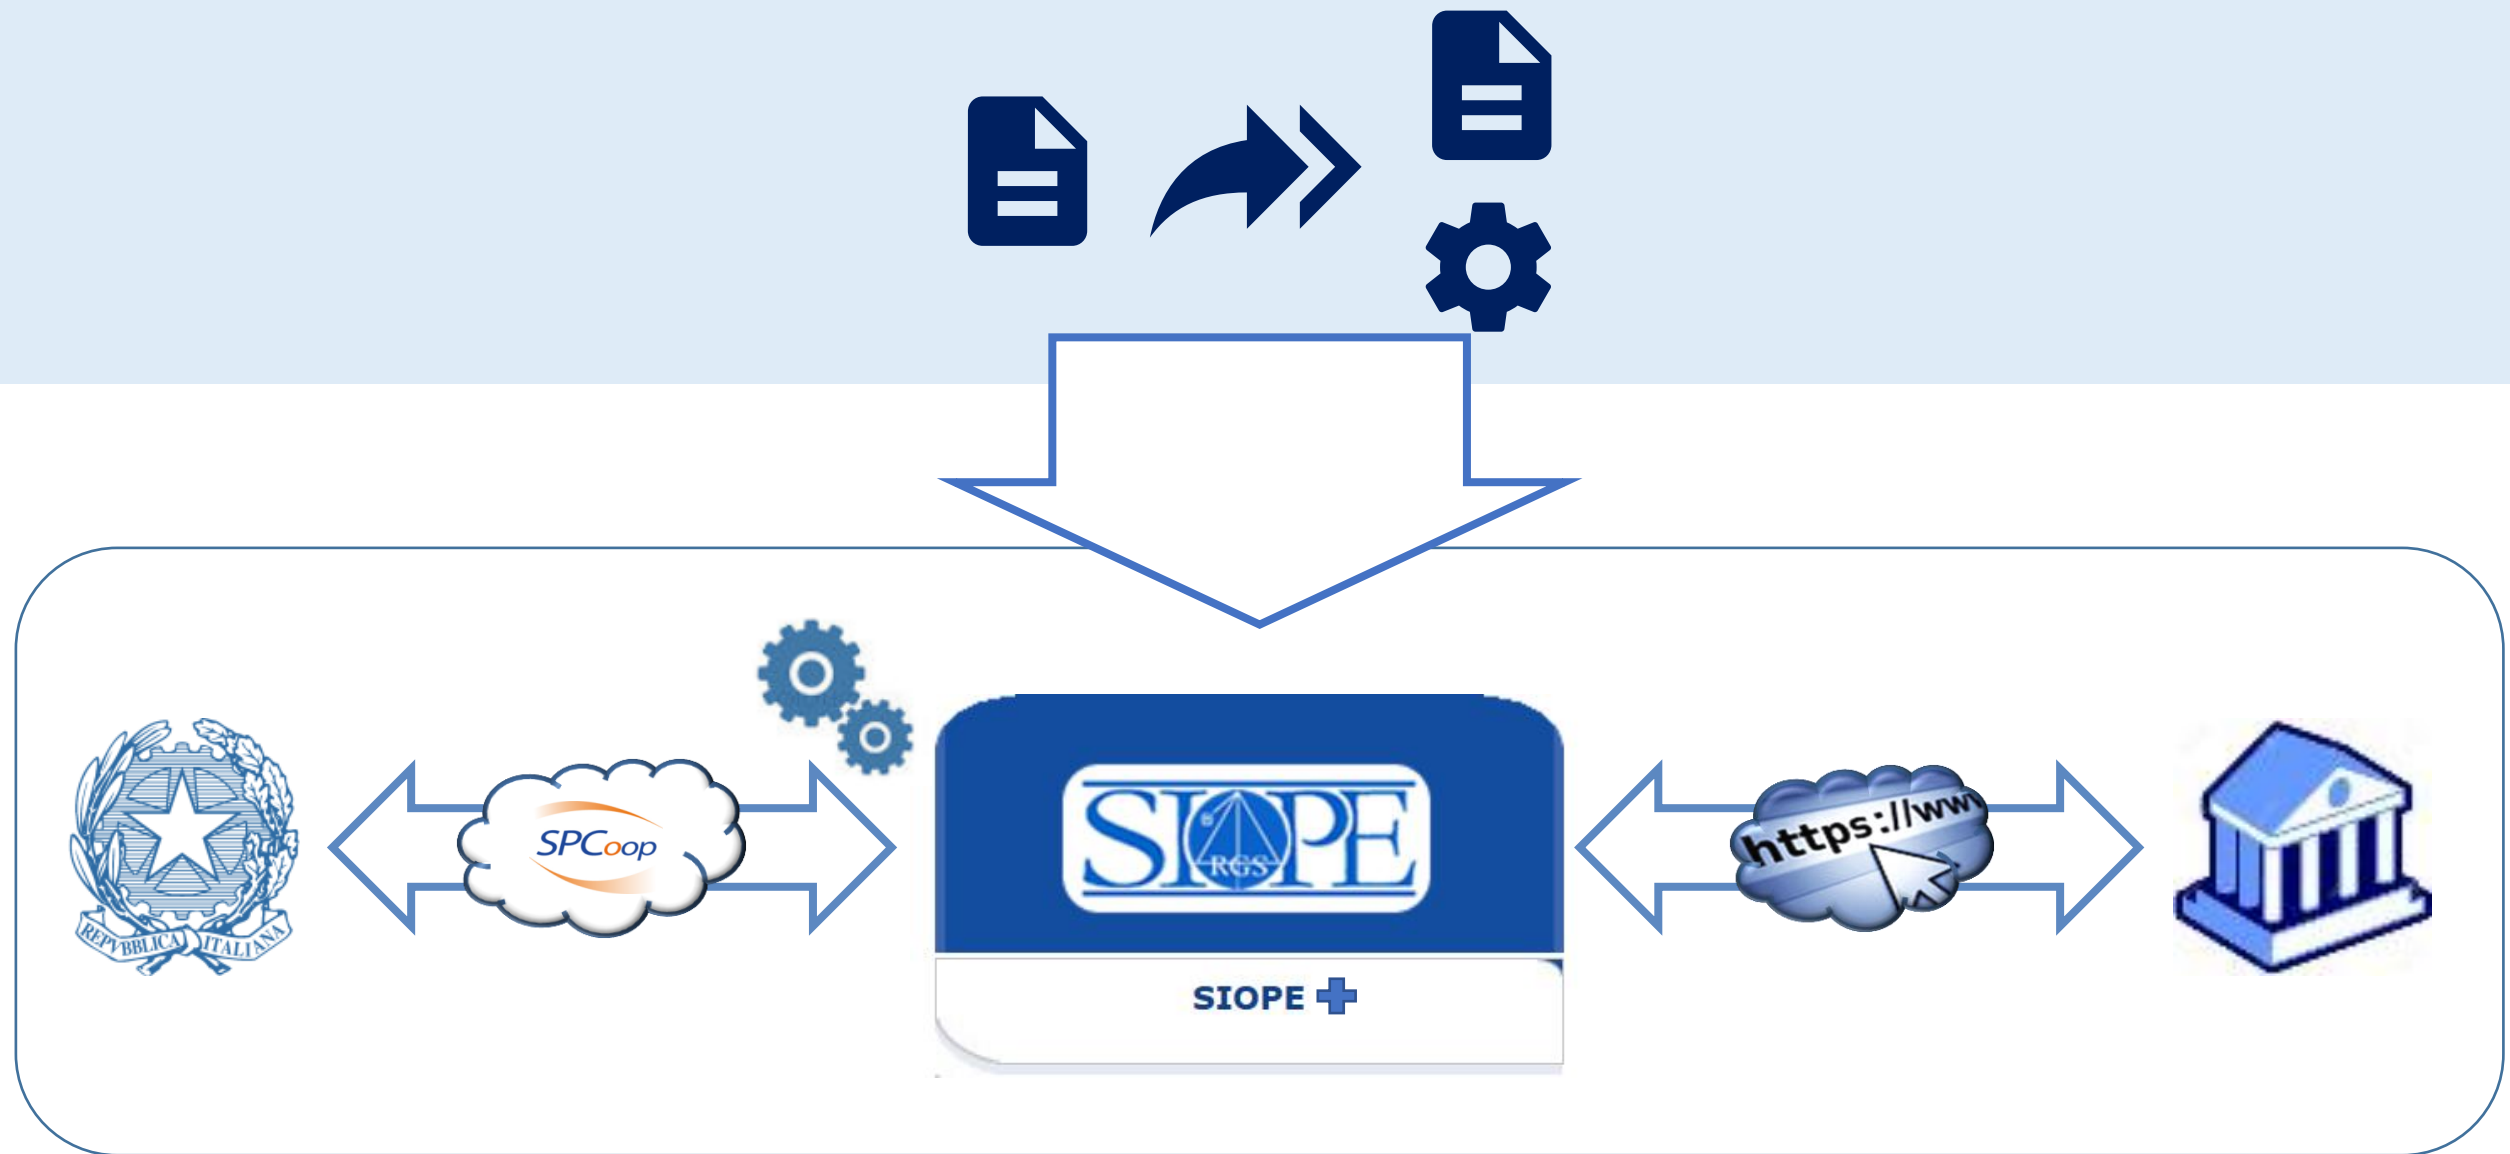 REPVBBLICA ITALIANA
SPCoop
SIOPE
RGS
https://www
SIOPE